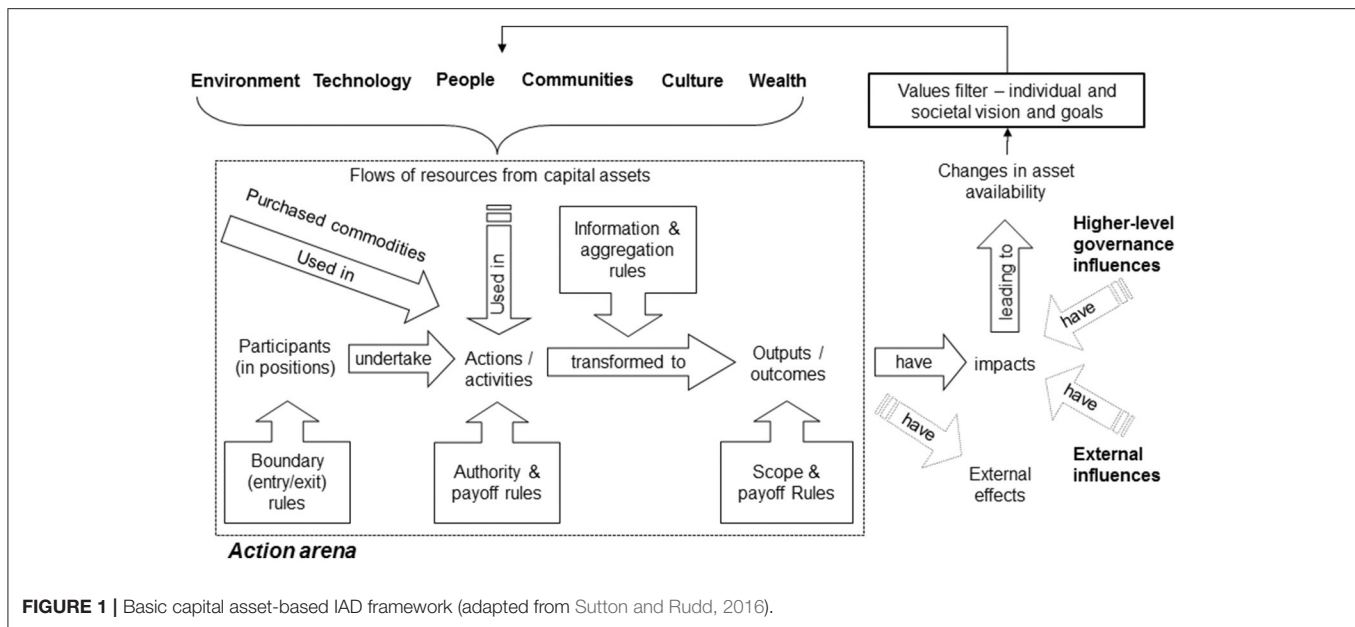 Environment Technology People Communities Culture Wealth
Values filter – individual and
societal vision and goals
Flows of resources from capital assets
Changes in asset
availability
Purchased commodities
Used in
Used in
Information &
aggregation
rules
Higher-level
governance
influences
leading to
have
Participants
(in positions)
undertake
Actions /
activities
transformed to
Outputs /
outcomes
have
impacts
have
have
Boundary
(entry/exit)
rules
Authority &
payoff rules
Scope &
payoff Rules
External
effects
External
influences
Action arena
FIGURE 1 | Basic capital asset-based IAD framework (adapted from Sutton and Rudd, 2016).